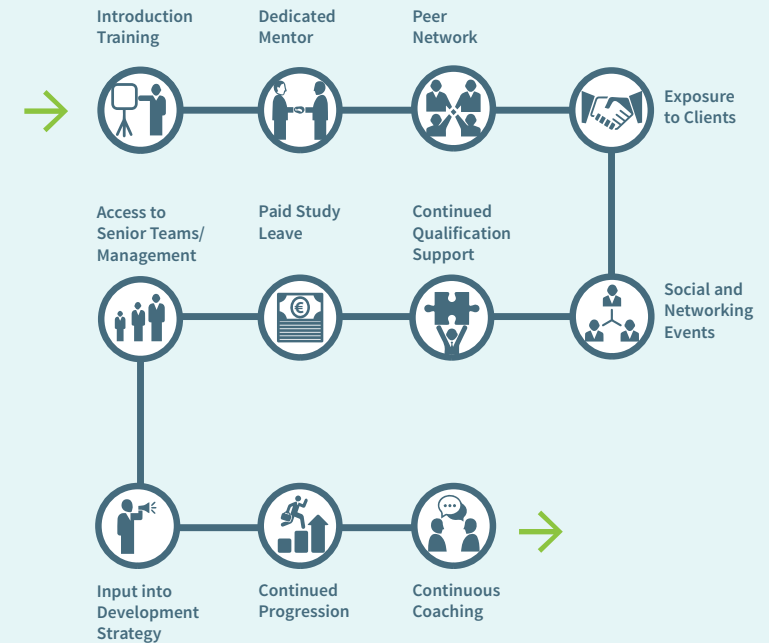 Introduction
Training
Dedicated
Mentor
Peer
Network
Exposure
to Clients
Access to
Senior Teams/
Management
Paid Study
Leave
Continued
Qualification
Support
Social and
Networking
Events
€
Input into
Development
Strategy
Continued
Progression
Continuous
Coaching